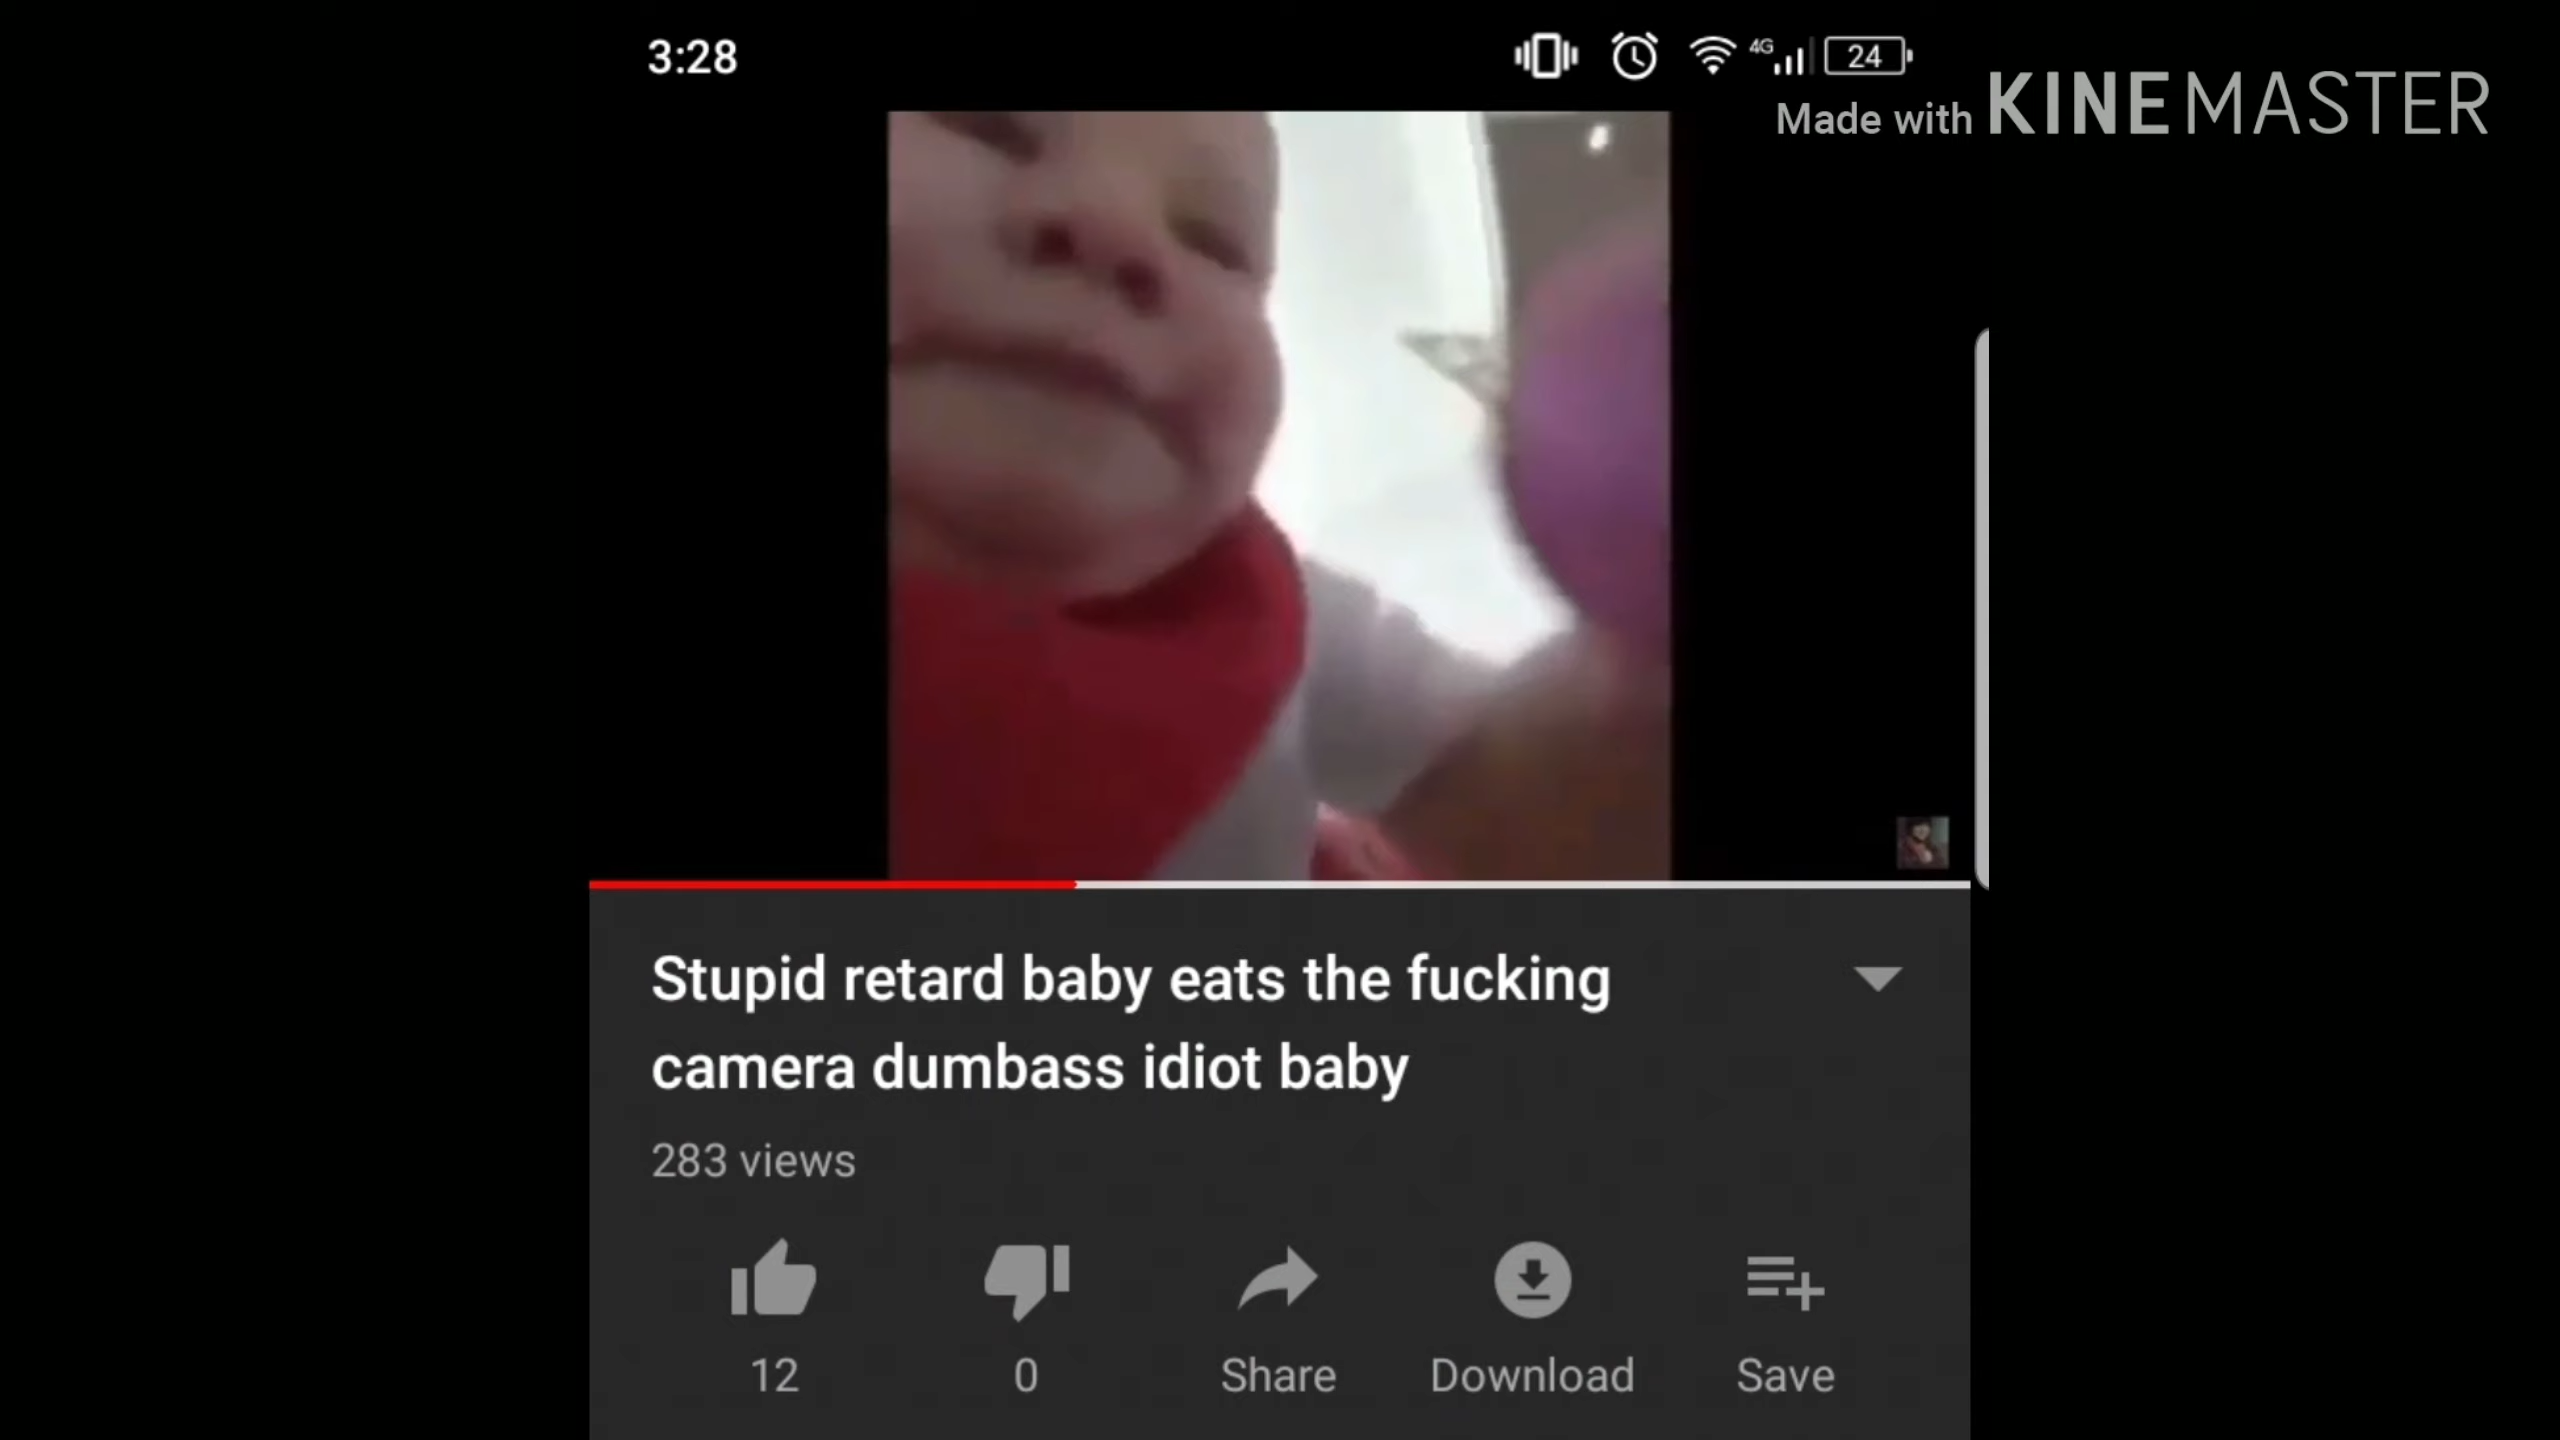 3:28
4G
24
Made with KINEMASTER
Stupid retard baby eats the fucking
camera dumbass idiot baby
283 views
12
0
Share
Download
Save